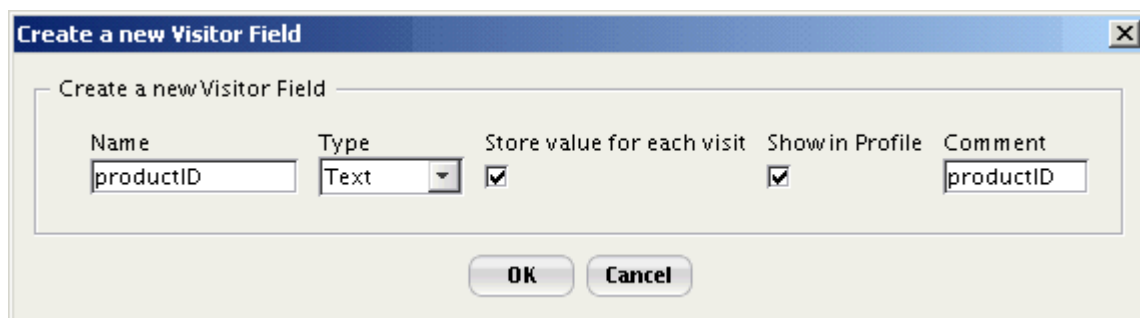 Create a new Visitor Field
Create a new Visitor Field
Name Type Store value for each visit Show in Profile Comment
productID Text productID
OK Cancel